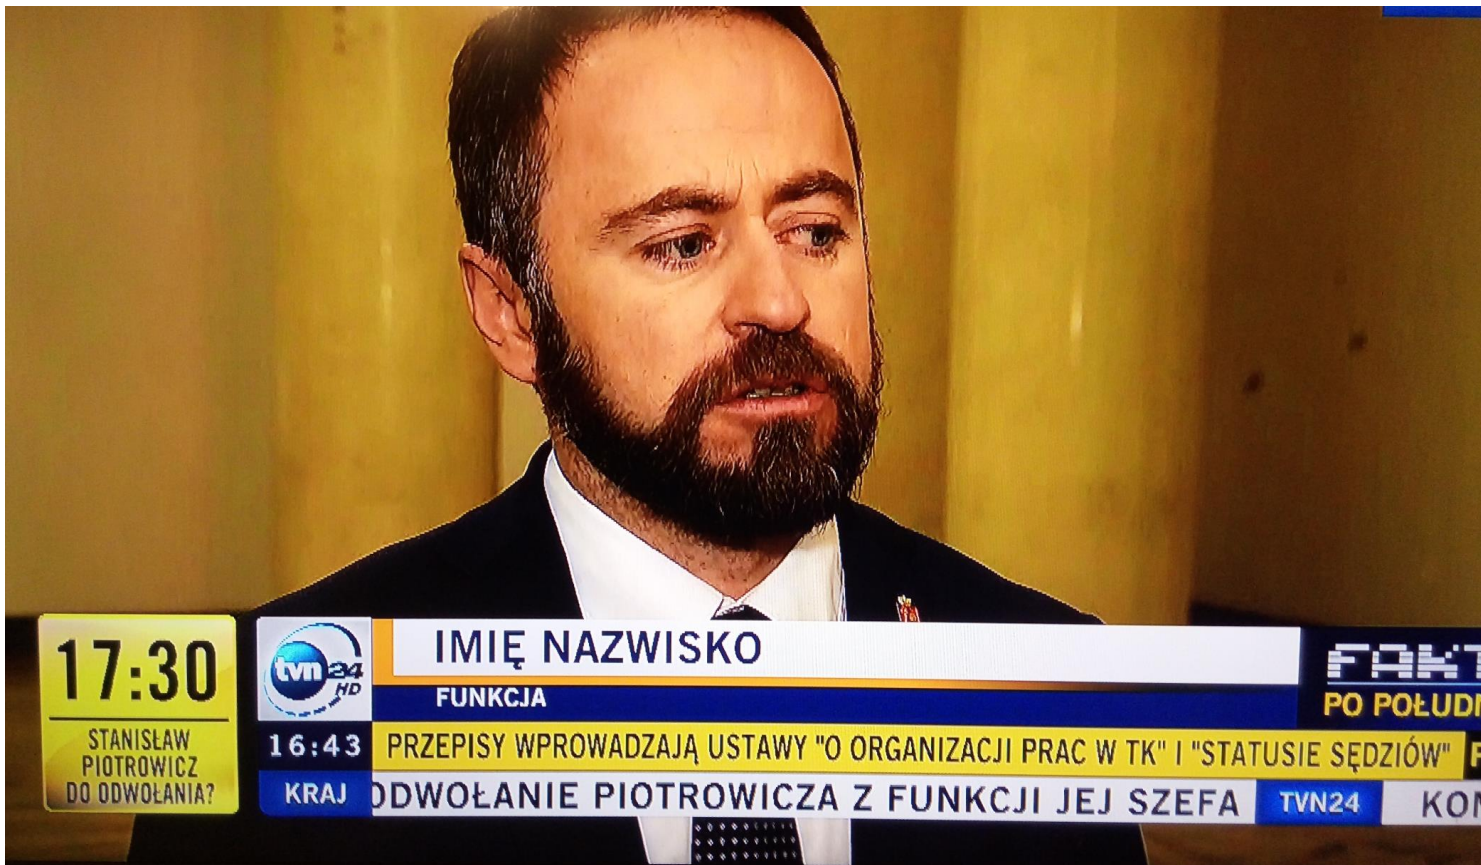 IMIĘ NAZWISKO
FUNKCJA
17:30
STANISŁAW
PIOTROWICZ
DO ODWOŁANIA?
tvn24
HD
FAKT
PO POŁUDN
16:43
PRZEPISY WPROWADZAJĄ USTAWY "O ORGANIZACJI PRAC W TK" I "STATUSIE SĘDZIÓW"
KRAJ
ODWOŁANIE PIOTROWICZA Z FUNKCJI JEJ SZEFA
TVN24
KON